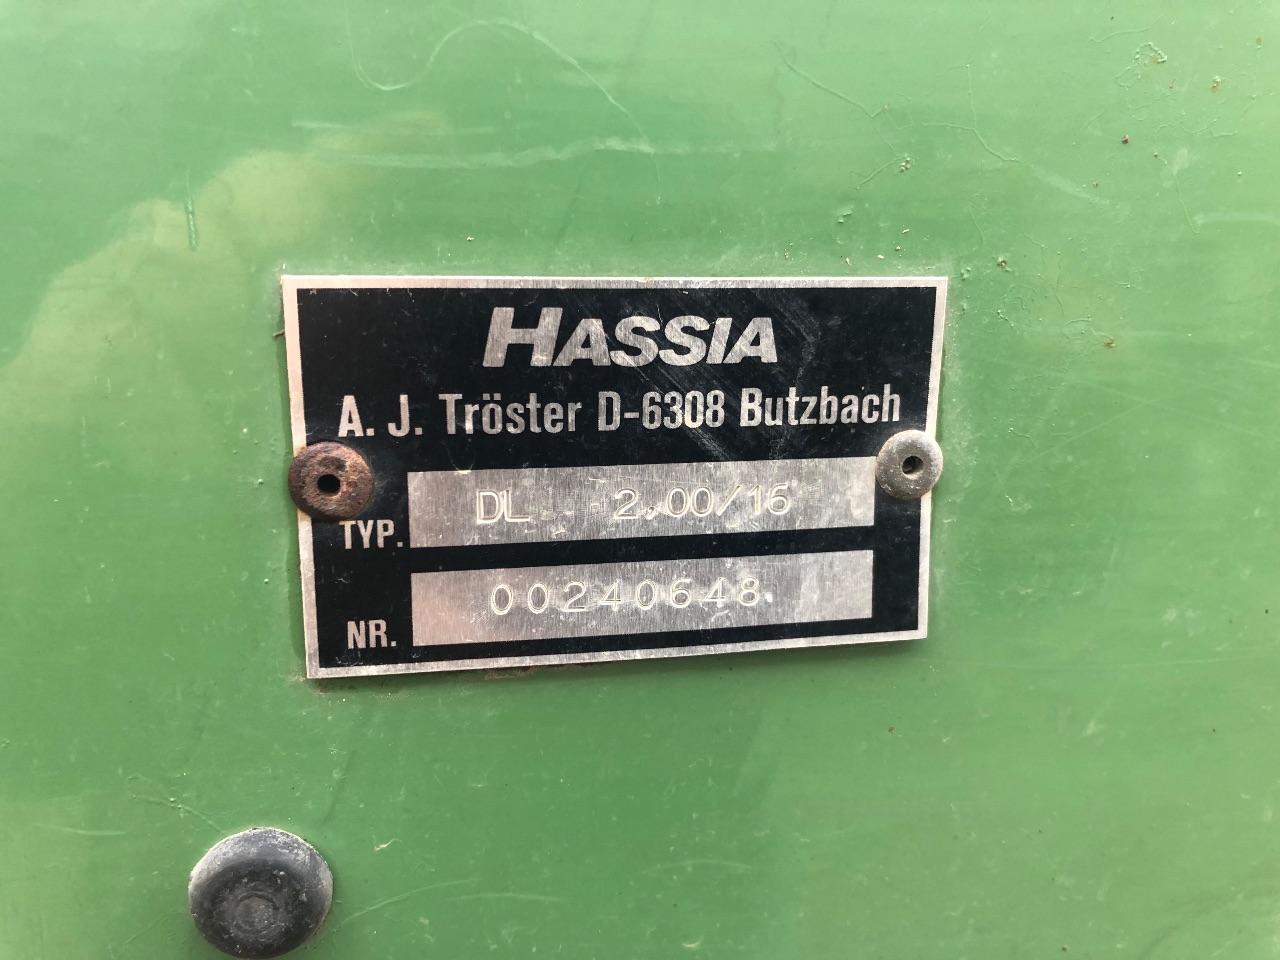 HASSIA
A. J. Tröster D-6308 Butzbach
TYP. DL.. 2,00/16
NR. 00240648.